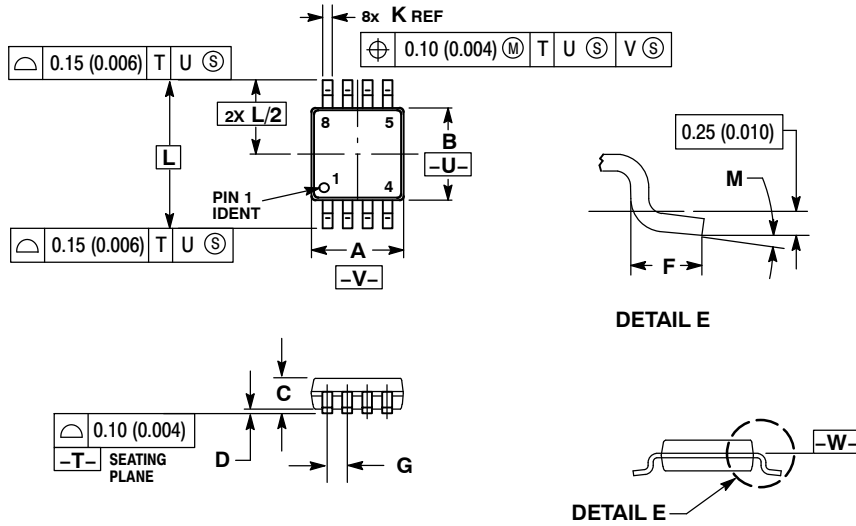 8x K REF
⌓ 0.15 (0.006) T U Ⓢ
⌖ 0.10 (0.004) Ⓜ T U Ⓢ V Ⓢ
2X L/2
8 5
B
-U-
L
PIN 1
IDENT
1
4
⌓ 0.15 (0.006) T U Ⓢ
A
-V-
0.25 (0.010)
M
F
DETAIL E
C
⌓ 0.10 (0.004)
-T- SEATING
PLANE
D
G
-W-
DETAIL E